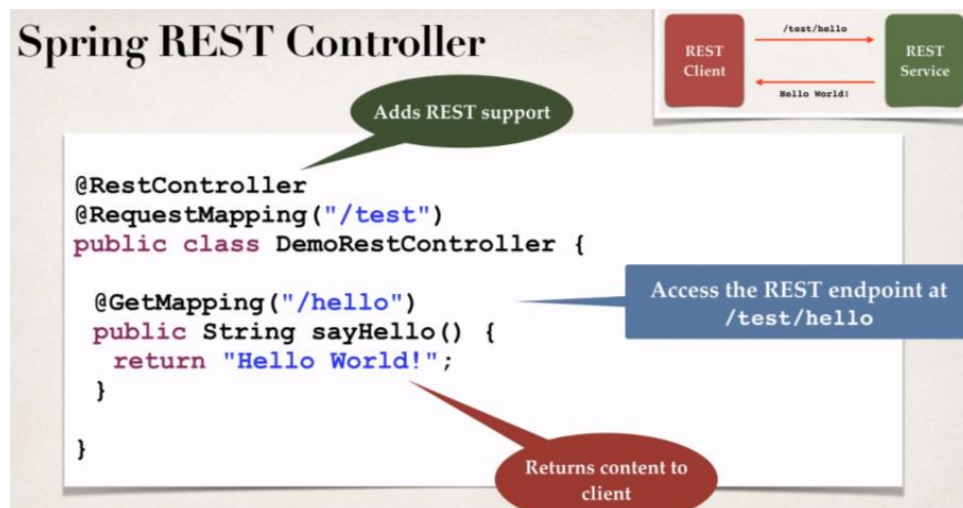 Spring REST Controller
REST
Client
/test/hello
Hello World!
REST
Service
Adds REST support
@RestController
@RequestMapping("/test")
public class DemoRestController {
@GetMapping("/hello")
public String sayHello() {
return "Hello World!";
}
}
Access the REST endpoint at
/test/hello
Returns content to
client